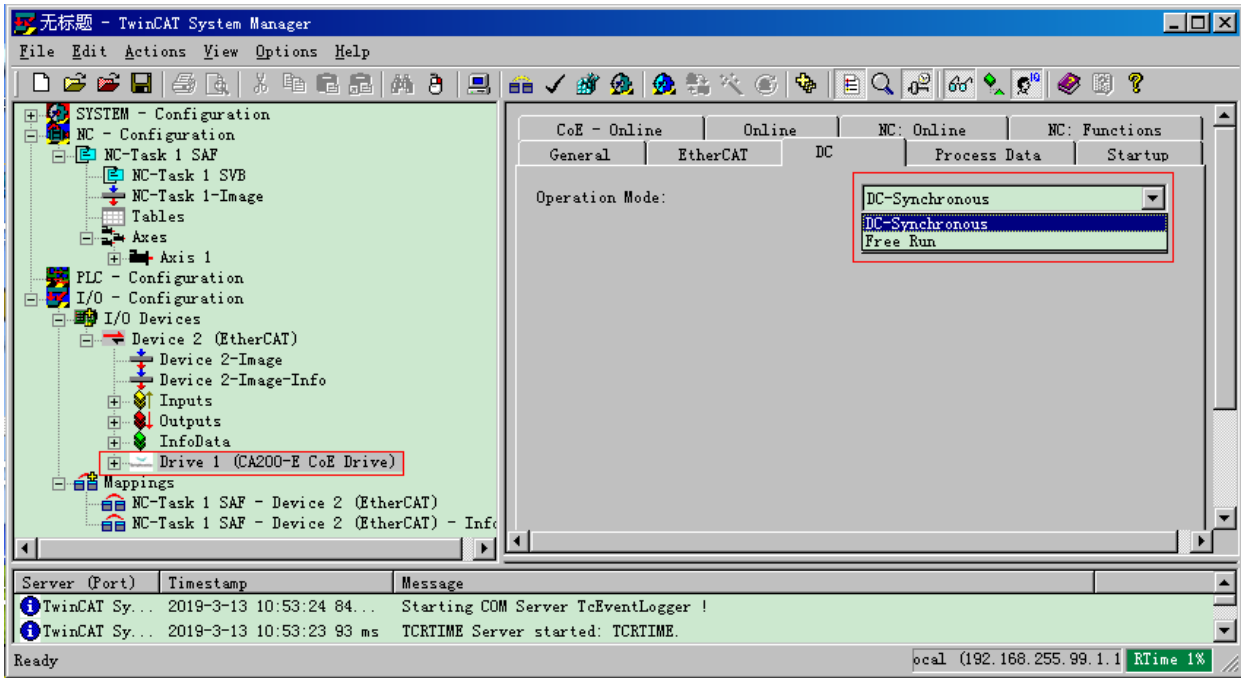 无标题 - TwinCAT System Manager
File Edit Actions View Options Help
SYSTEM - Configuration
NC - Configuration
NC-Task 1 SAF
NC-Task 1 SVB
NC-Task 1-Image
Tables
Axes
Axis 1
PLC - Configuration
I/O - Configuration
I/O Devices
Device 2 (EtherCAT)
Device 2-Image
Device 2-Image-Info
Inputs
Outputs
InfoData
Drive 1 (CA200-E CoE Drive)
Mappings
NC-Task 1 SAF - Device 2 (EtherCAT)
NC-Task 1 SAF - Device 2 (EtherCAT) - Info
CoE - Online Online NC: Online NC: Functions
General EtherCAT DC Process Data Startup
Operation Mode: DC-Synchronous
DC-Synchronous
Free Run
Server (Port) Timestamp Message
TwinCAT Sy... 2019-3-13 10:53:24 84... Starting COM Server TcEventLogger !
TwinCAT Sy... 2019-3-13 10:53:23 93 ms TCRTIME Server started: TCRTIME.
Ready ocal (192.168.255.99.1.1 RTime 1%